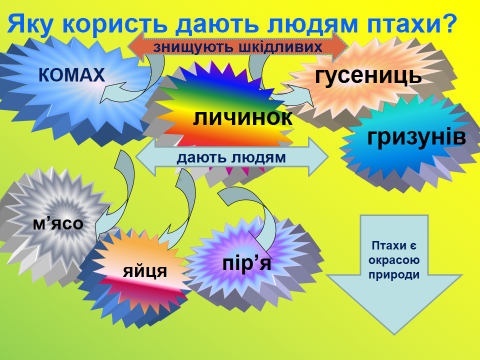 Яку користь дають людям птахи?
знищують шкідливих
КОМАХ
гусениць
личинок
гризунів
дають людям
м’ясо
яйця
пір’я
Птахи є
окрасою
природи